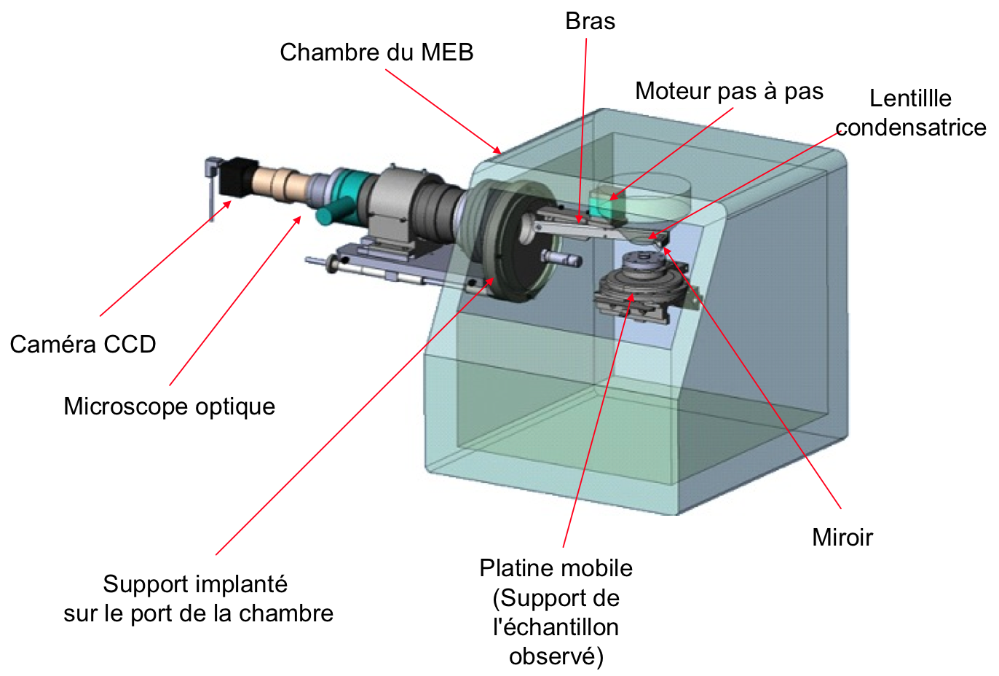 Bras
Chambre du MEB
Moteur pas à pas
Lentillle
condensatrice
Caméra CCD
Microscope optique
Miroir
Support implanté
sur le port de la chambre
Platine mobile
(Support de
l'échantillon
observé)